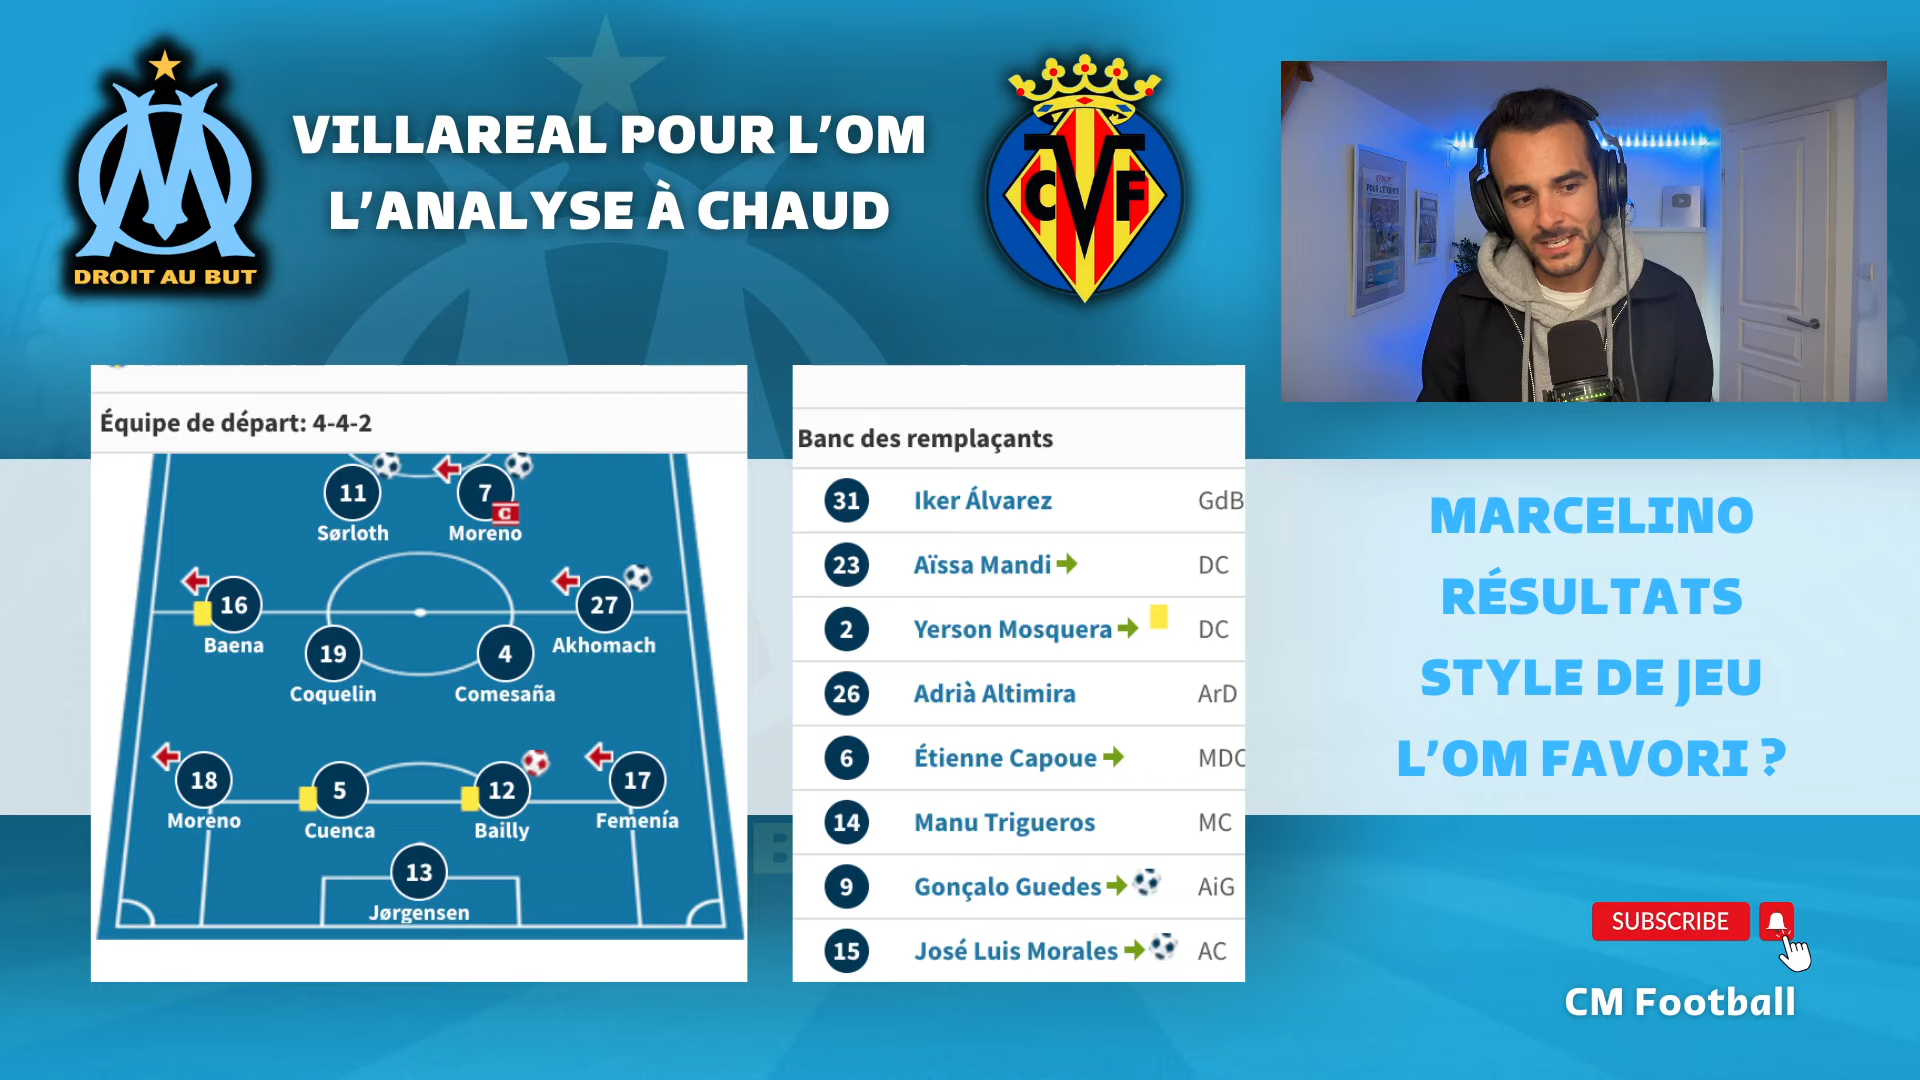 DROIT AU BUT
VILLAREAL POUR L'OM
L'ANALYSE À CHAUD
CVF
POUR L'ÉTERNITÉ
Équipe de départ: 4-4-2
11
Sørloth
7
C
Moreno
16
Baena
27
Akhomach
19
Coquelin
4
Comesaña
18
Moreno
5
Cuenca
12
Bailly
17
Femenía
13
Jørgensen
Banc des remplaçants
31 Iker Álvarez GdB
23 Aïssa Mandi DC
2 Yerson Mosquera DC
26 Adrià Altimira ArD
6 Étienne Capoue MDC
14 Manu Trigueros MC
9 Gonçalo Guedes AiG
15 José Luis Morales AC
MARCELINO
RÉSULTATS
STYLE DE JEU
L'OM FAVORI ?
SUBSCRIBE
CM Football